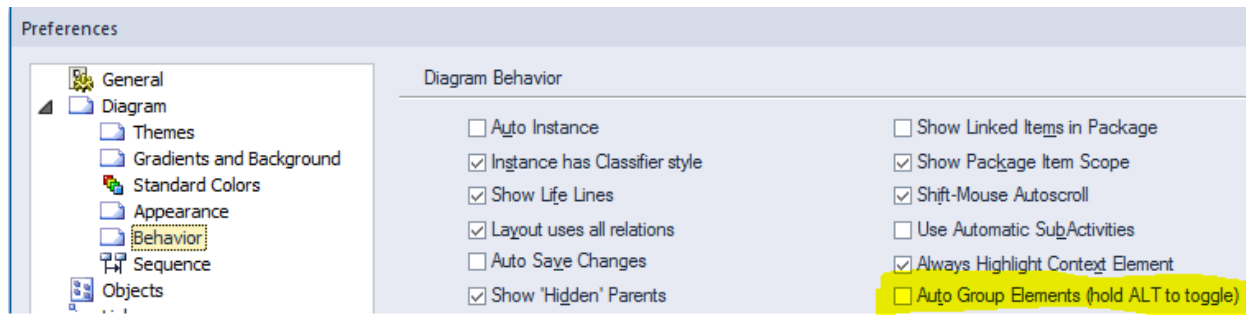 Preferences
General
Diagram
Themes
Gradients and Background
Standard Colors
Appearance
Behavior
Sequence
Objects
Diagram Behavior
Auto Instance
Instance has Classifier style
Show Life Lines
Layout uses all relations
Auto Save Changes
Show 'Hidden' Parents
Show Linked Items in Package
Show Package Item Scope
Shift-Mouse Autoscroll
Use Automatic SubActivities
Always Highlight Context Element
Auto Group Elements (hold ALT to toggle)